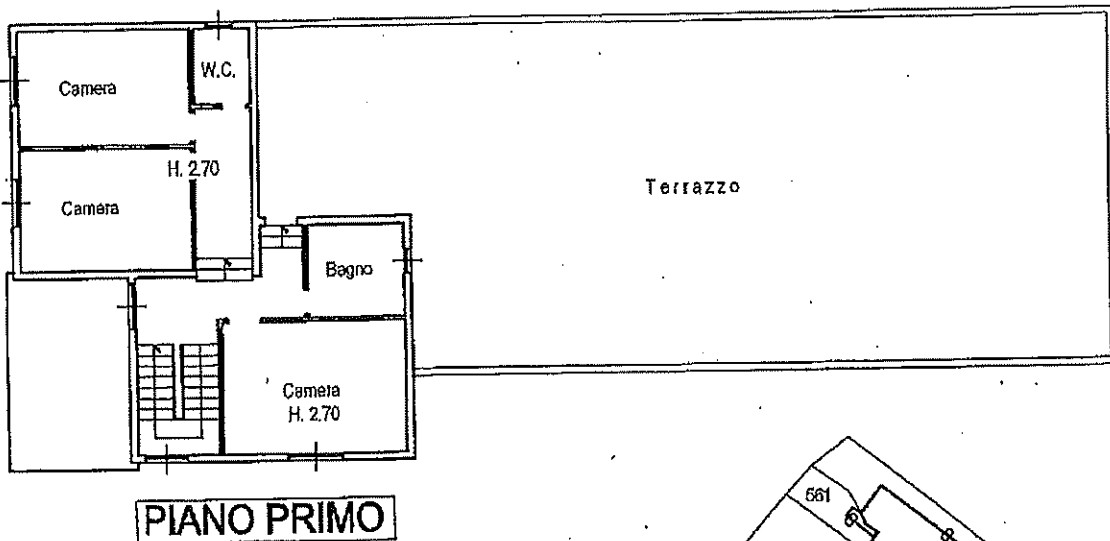 W.C.
Camera
H. 2.70
Camera
Terrazzo
Bagno
Camera
H. 2.70
PIANO PRIMO
561